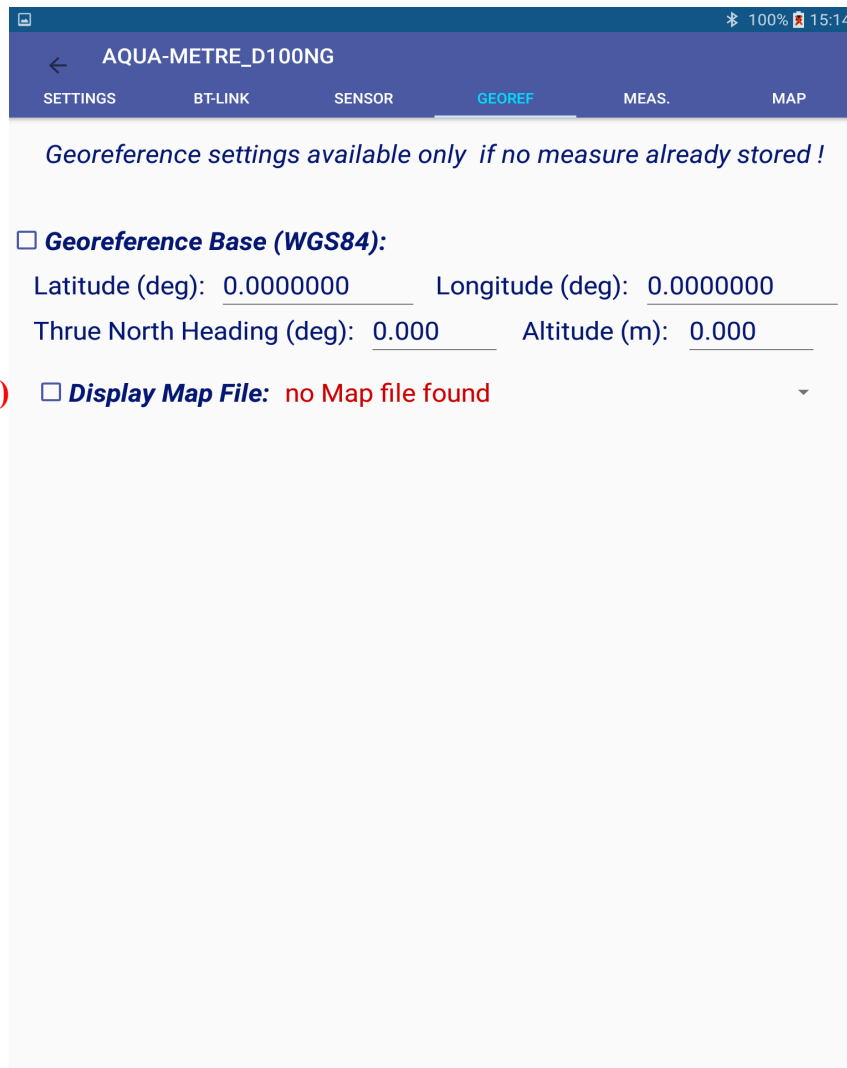 100% 15:14
AQUA-METRE_D100NG
SETTINGS BT-LINK SENSOR GEOREF MEAS. MAP
Georeference settings available only if no measure already stored !
Georeference Base (WGS84):
Latitude (deg): 0.0000000 Longitude (deg): 0.0000000
Thrue North Heading (deg): 0.000 Altitude (m): 0.000
) Display Map File: no Map file found